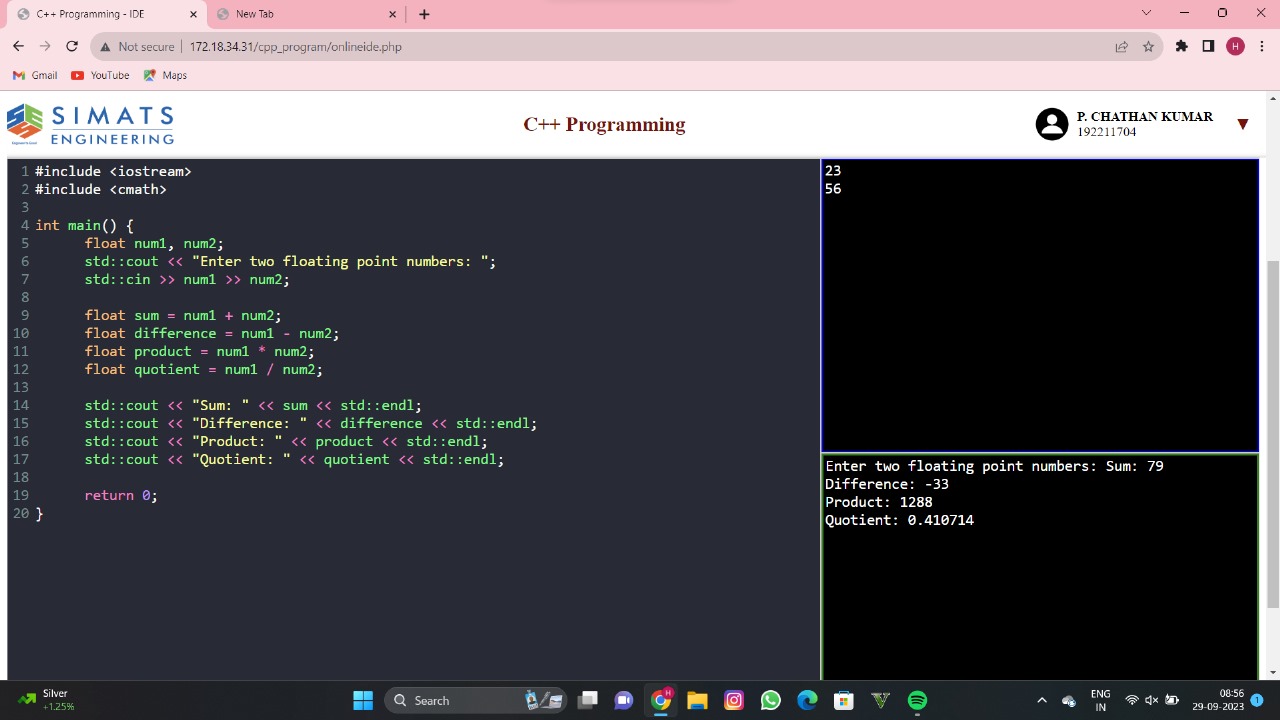 C++ Programming - IDE
New Tab
Not secure
172.18.34.31/cpp_program/onlineide.php
H
Gmail
YouTube
Maps
SIMATS
ENGINEERING
C++ Programming
P. CHATHAN KUMAR
192211704
1 #include <iostream>
2 #include <cmath>
3
4 int main() {
5 float num1, num2;
6 std::cout << "Enter two floating point numbers: ";
7 std::cin >> num1 >> num2;
8
9 float sum = num1 + num2;
10 float difference = num1 - num2;
11 float product = num1 * num2;
12 float quotient = num1 / num2;
13
14 std::cout << "Sum: " << sum << std::endl;
15 std::cout << "Difference: " << difference << std::endl;
16 std::cout << "Product: " << product << std::endl;
17 std::cout << "Quotient: " << quotient << std::endl;
18
19 return 0;
20 }
23
56
Enter two floating point numbers: Sum: 79
Difference: -33
Product: 1288
Quotient: 0.410714
Silver
+1.25%
Search
H
ENG
IN
08:56
29-09-2023
1